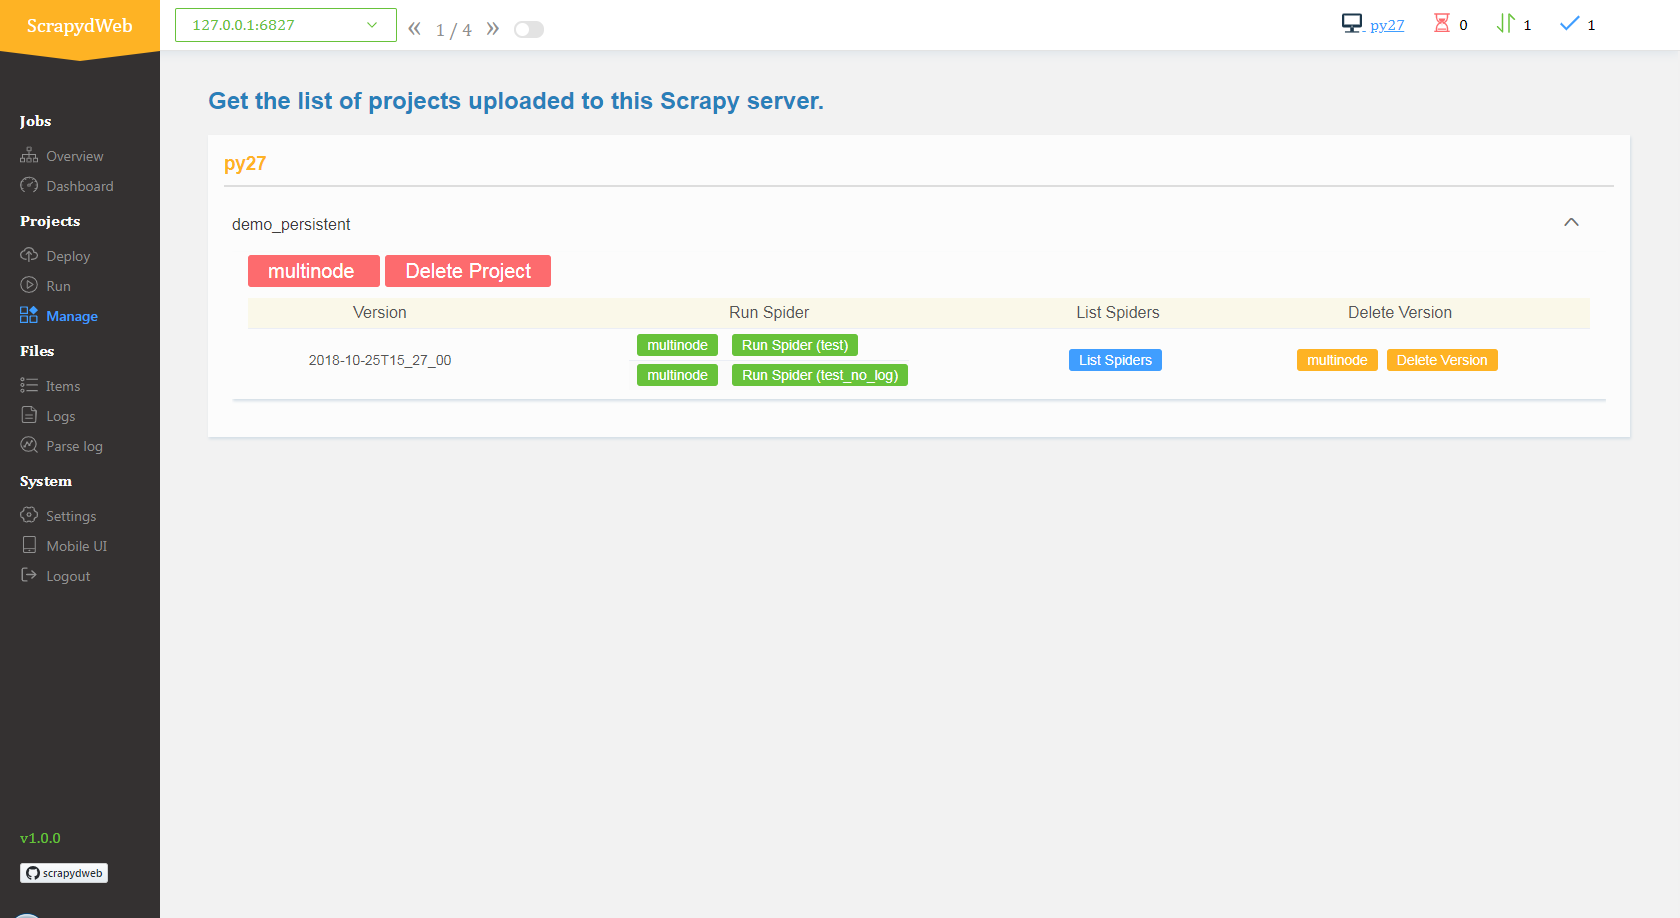 ScrapydWeb
127.0.0.1:6827
1 / 4
py27
0
1
1
Jobs
Overview
Dashboard
Projects
Deploy
Run
Manage
Files
Items
Logs
Parse log
System
Settings
Mobile UI
Logout
v1.0.0
scrapydweb
Get the list of projects uploaded to this Scrapy server.
py27
demo_persistent
multinode Delete Project
Version Run Spider List Spiders Delete Version
2018-10-25T15_27_00
multinode Run Spider (test)
multinode Run Spider (test_no_log)
List Spiders
multinode Delete Version